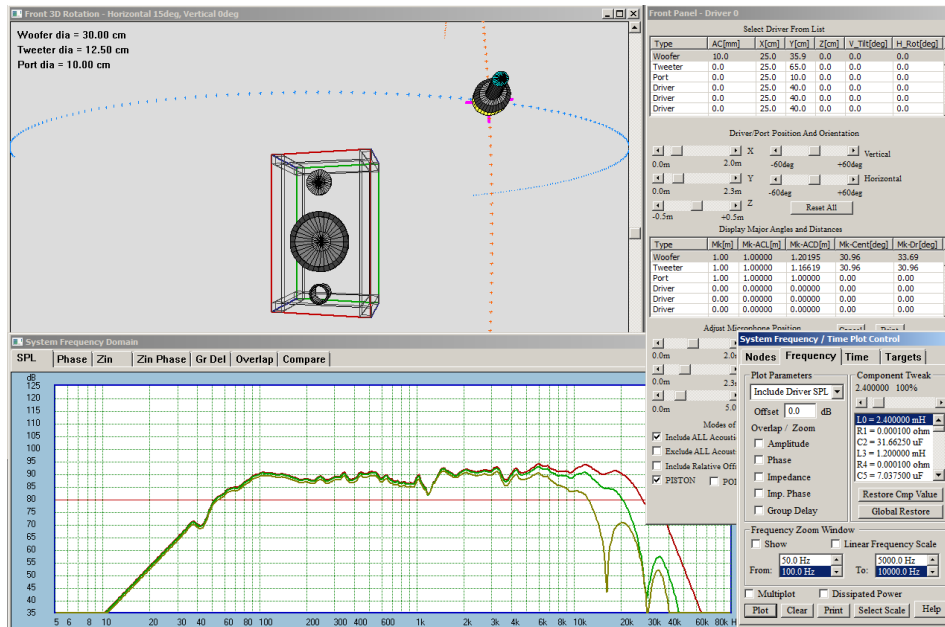 Front 3D Rotation - Horizontal 15deg, Vertical 0deg
Woofer dia = 30.00 cm
Tweeter dia = 12.50 cm
Port dia = 10.00 cm
Front Panel - Driver 0
Select Driver From List
Type AC[mm] X[cm] Y[cm] Z[cm] V_Tilt[deg] H_Rot[deg]
Woofer 10.0 25.0 35.9 0.0 0.0 0.0
Tweeter 0.0 25.0 65.0 0.0 0.0 0.0
Port 0.0 25.0 10.0 0.0 0.0 0.0
Driver 0.0 25.0 40.0 0.0 0.0 0.0
Driver 0.0 25.0 40.0 0.0 0.0 0.0
Driver 0.0 25.0 40.0 0.0 0.0 0.0
Driver/Port Position And Orientation
X Vertical
0.0m 2.0m -60deg +60deg
Y Horizontal
0.0m 2.3m -60deg +60deg
Z Reset All
-0.5m +0.5m
Display Major Angles and Distances
Type Mk[m] Mk-ACL[m] Mk-ACD[m] Mk-Cent[deg] Mk-Dr[deg]
Woofer 1.00 1.00000 1.20195 30.96 33.69
Tweeter 1.00 1.00000 1.16619 30.96 30.96
Port 1.00 1.00000 1.00000 0.00 0.00
Driver 0.00 0.00000 0.00000 0.00 0.00
Driver 0.00 0.00000 0.00000 0.00 0.00
Driver 0.00 0.00000 0.00000 0.00 0.00
Adjust Microphone Position
0.0m 2.0
0.0m 2.3
0.0m 5.0
Modes of
Include ALL Acousti
Exclude ALL Acoust
Include Relative Offi
PISTON
System Frequency Domain
SPL Phase Zin Zin Phase Gr Del Overlap Compare
dB
125
120
115
110
105
100
95
90
85
80
75
70
65
60
55
50
45
40
35
5 6 8 10 20 30 40 50 60 80 100 200 300 400 500 1k 2k 3k 4k 5k 6k 8k 10k 20k 30k 40k 60k 80k H
System Frequency / Time Plot Control
Nodes Frequency Time Targets
Plot Parameters
Include Driver SPL
Offset 0.0 dB
Overlap / Zoom
Amplitude
Phase
Impedance
Imp. Phase
Group Delay
Component Tweak
2.400000 100%
L0 = 2.400000 mH
R1 = 0.000100 ohm
C2 = 31.66250 uF
L3 = 1.200000 mH
R4 = 0.000100 ohm
C5 = 7.037500 uF
Restore Cmp Value
Global Restore
Frequency Zoom Window
Show Linear Frequency Scale
50.0 Hz 5000.0 Hz
From: 100.0 Hz To: 10000.0 Hz
Multiplot Dissipated Power
Plot Clear Print Select Scale Help